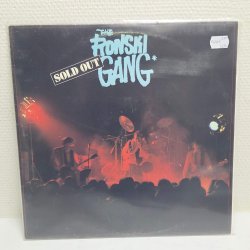 THE
RONSKI
SOLD OUT
GANG*